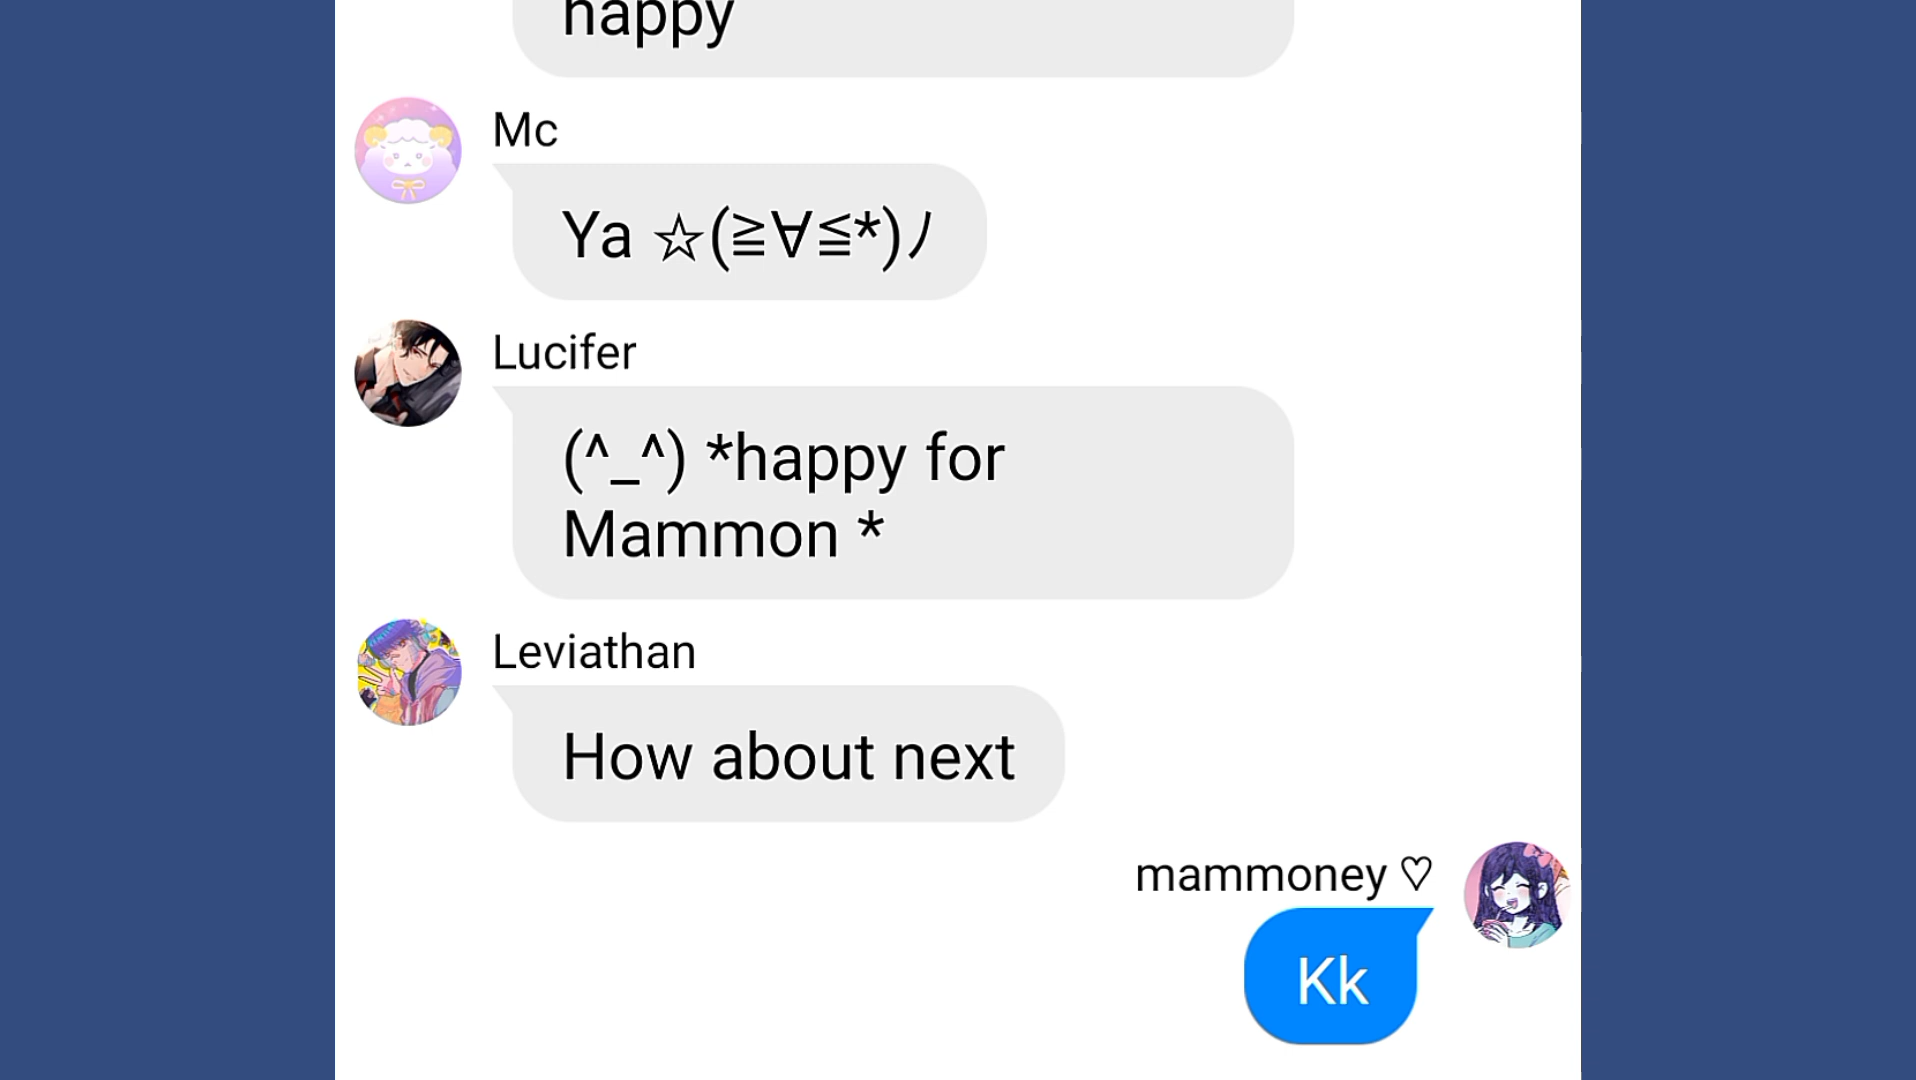 happy
Mc
Ya ☆(≧∀≦*)ﾉ
Lucifer
(^_^) *happy for
Mammon *
Leviathan
How about next
mammoney ♡
Kk